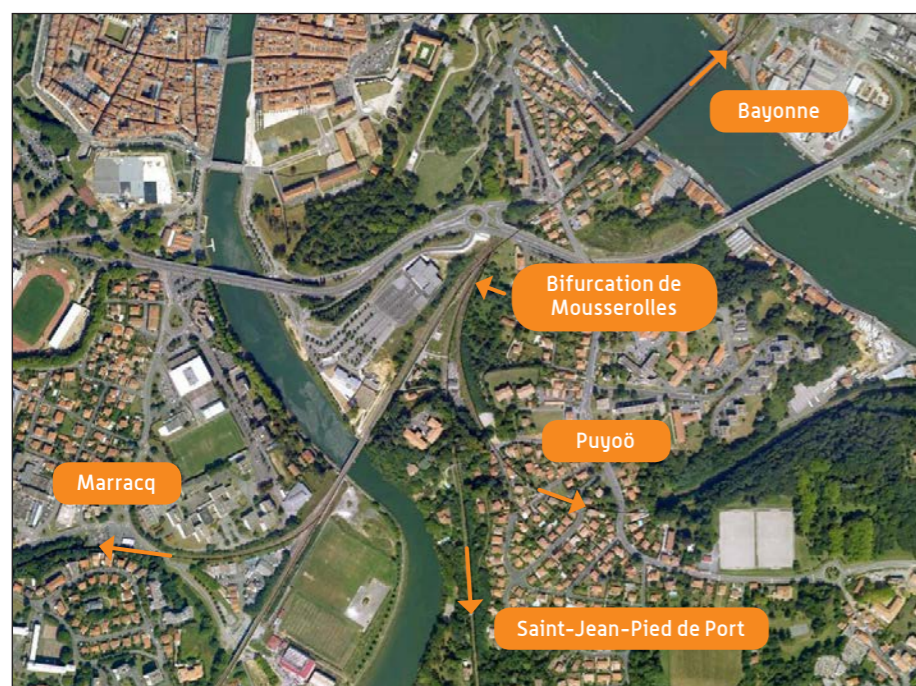 Bayonne
Bifurcation de
Mousserolles
Puyoö
Marracq
Saint-Jean-Pied de Port